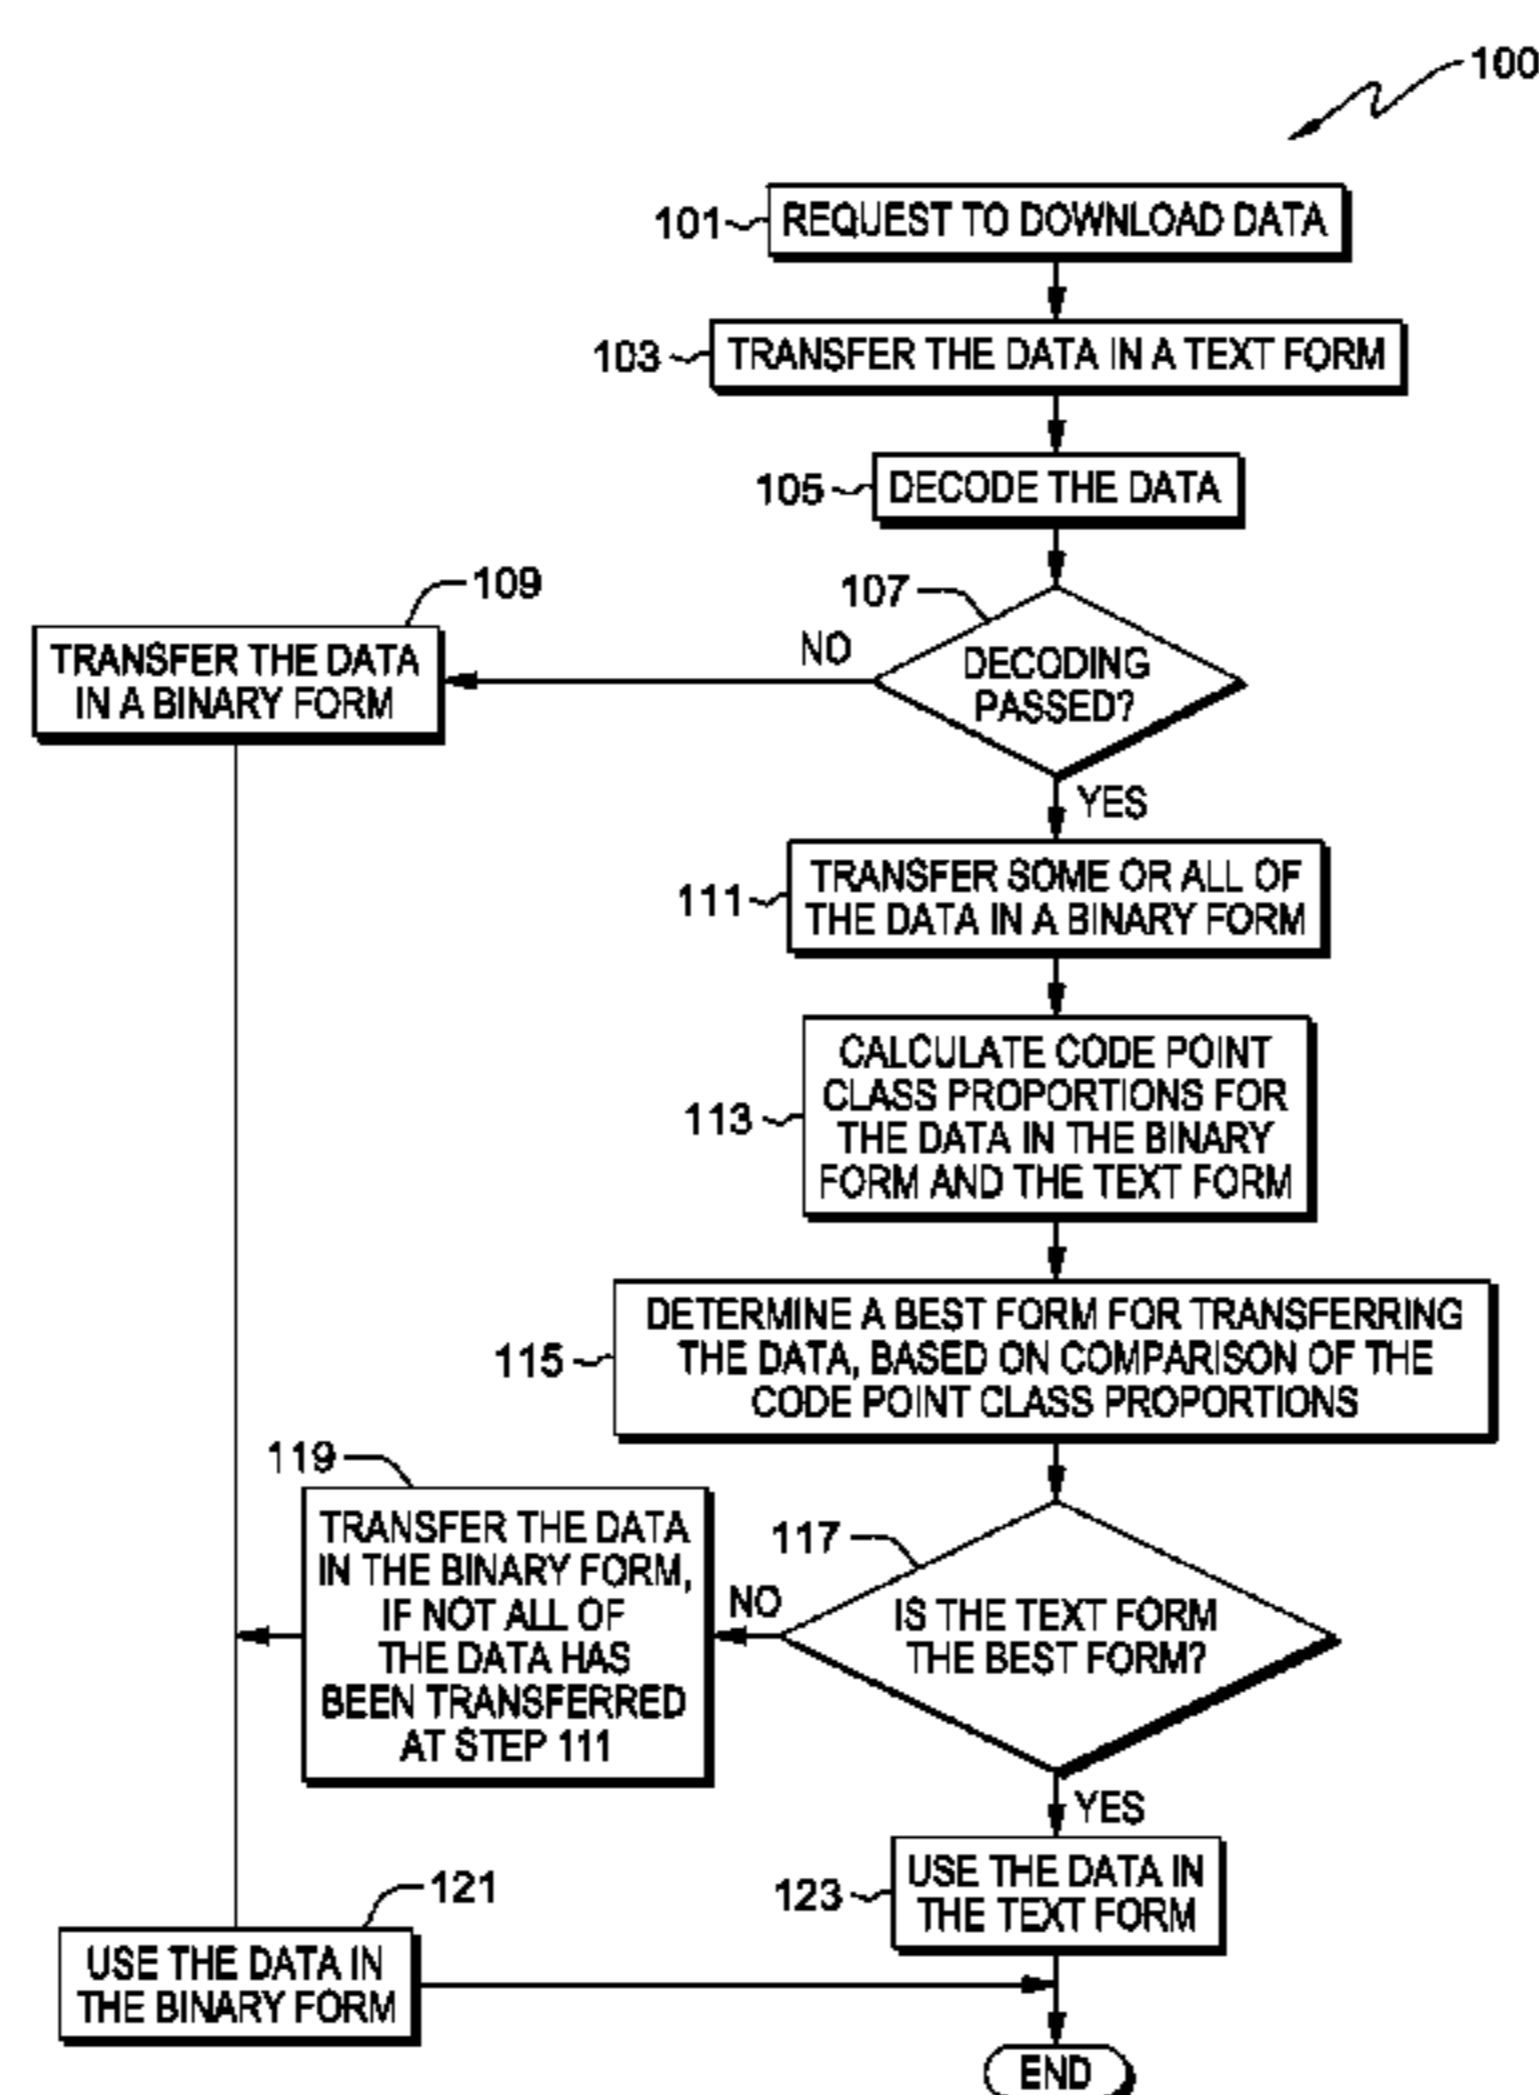 100
101
REQUEST TO DOWNLOAD DATA
103
TRANSFER THE DATA IN A TEXT FORM
105
DECODE THE DATA
107
DECODING
PASSED?
NO
109
TRANSFER THE DATA
IN A BINARY FORM
YES
111
TRANSFER SOME OR ALL OF
THE DATA IN A BINARY FORM
113
CALCULATE CODE POINT
CLASS PROPORTIONS FOR
THE DATA IN THE BINARY
FORM AND THE TEXT FORM
115
DETERMINE A BEST FORM FOR TRANSFERRING
THE DATA, BASED ON COMPARISON OF THE
CODE POINT CLASS PROPORTIONS
117
IS THE TEXT FORM
THE BEST FORM?
NO
119
TRANSFER THE DATA
IN THE BINARY FORM,
IF NOT ALL OF
THE DATA HAS
BEEN TRANSFERRED
AT STEP 111
YES
121
USE THE DATA IN
THE BINARY FORM
123
USE THE DATA IN
THE TEXT FORM
END